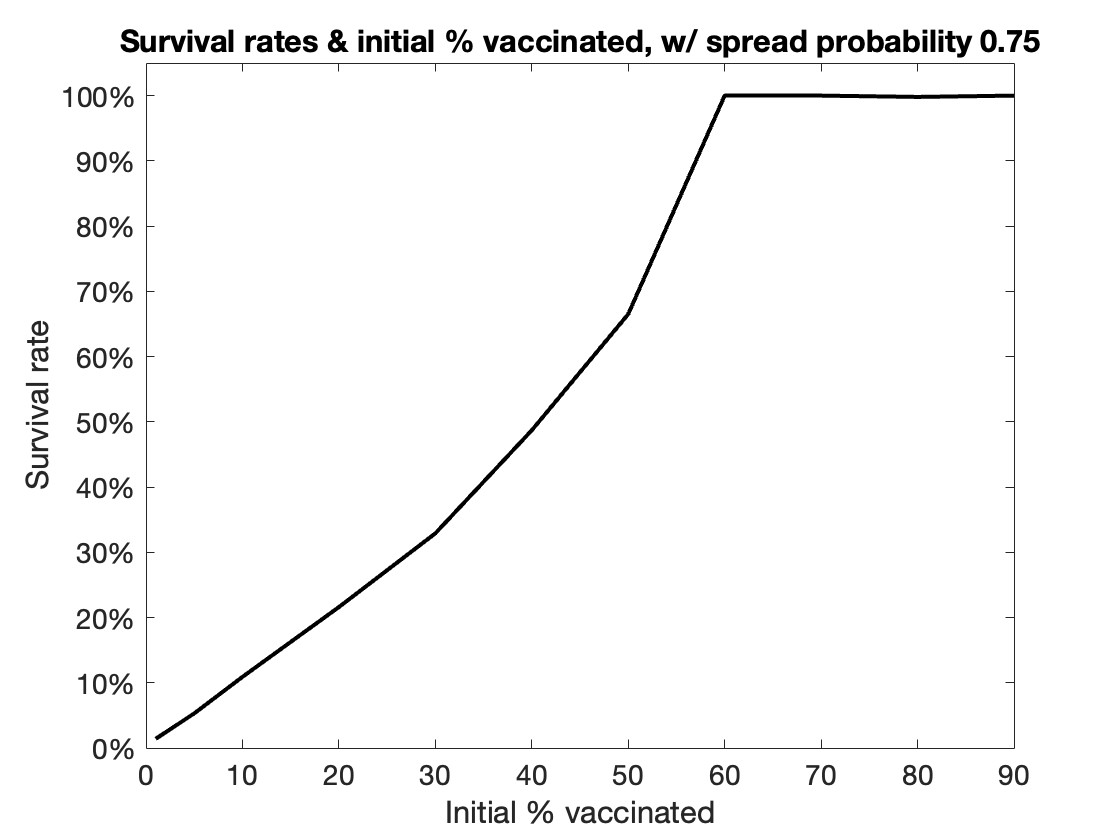 Survival rates & initial % vaccinated, w/ spread probability 0.75
100%
90%
80%
70%
60%
50%
40%
30%
20%
10%
0%
Survival rate
0 10 20 30 40 50 60 70 80 90
Initial % vaccinated